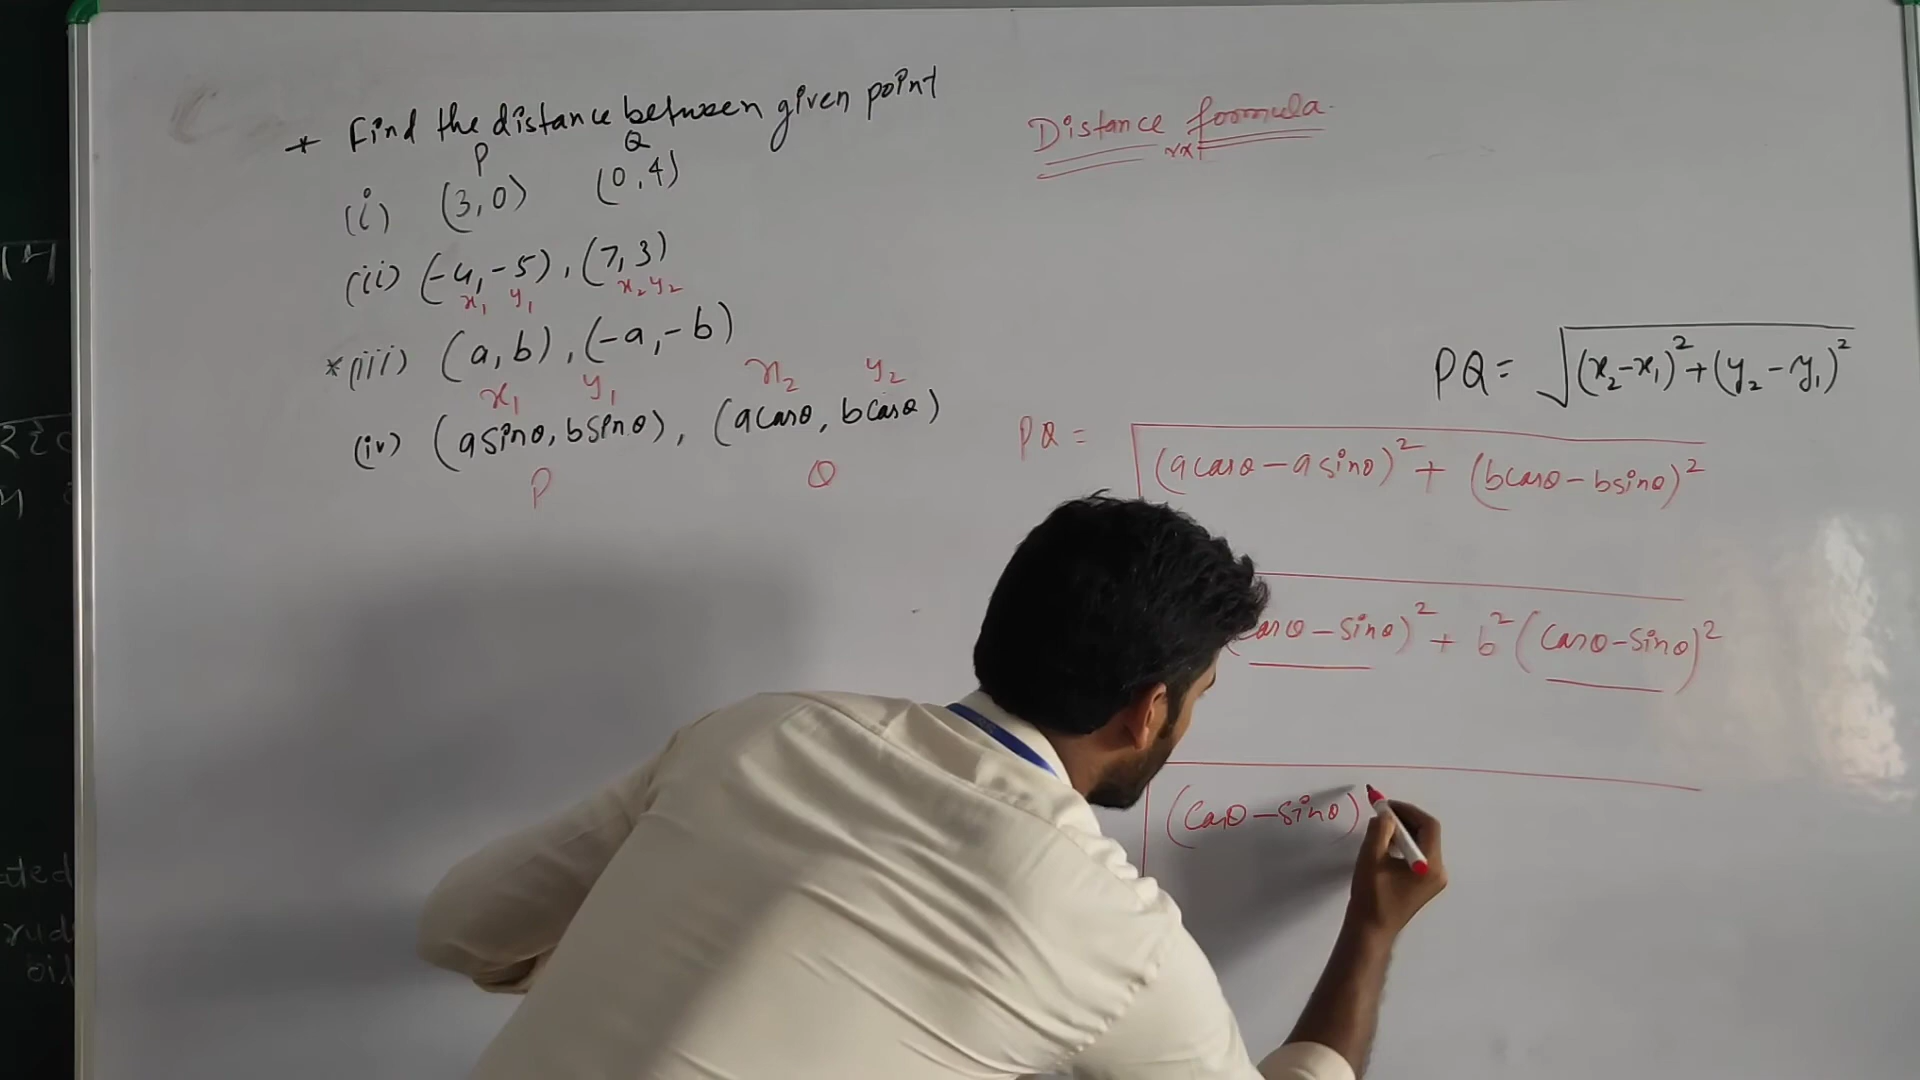 * Find the distance between given point
P Q
(i) (3,0) (0,4)
(ii) (-4,-5), (7,3)
x₁ y₁ x₂ y₂
*(iii) (a,b), (-a,-b)
x₁ y₁ x₂ y₂
(iv) (a sinθ, b sinθ), (a cosθ, b cosθ)
P Q
Distance formula
PQ = √(x₂-x₁)²+(y₂-y₁)²
PQ = √(a cosθ - a sinθ)² + (b cosθ - b sinθ)²
cosθ - sinθ)² + b² (cosθ - sinθ)²
(cosθ - sinθ)
ated